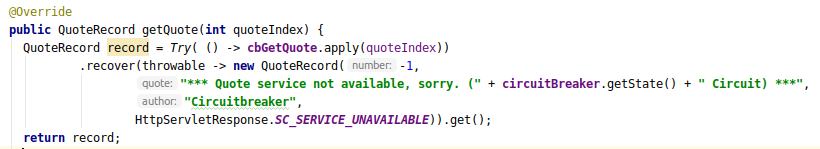 @Override
public QuoteRecord getQuote(int quoteIndex) {
QuoteRecord record = Try( () -> cbGetQuote.apply(quoteIndex))
.recover(throwable -> new QuoteRecord( number: -1,
quote: "*** Quote service not available, sorry. (" + circuitBreaker.getState() + " Circuit) ***",
author: "Circuitbreaker",
HttpServletResponse.SC_SERVICE_UNAVAILABLE)).get();
return record;